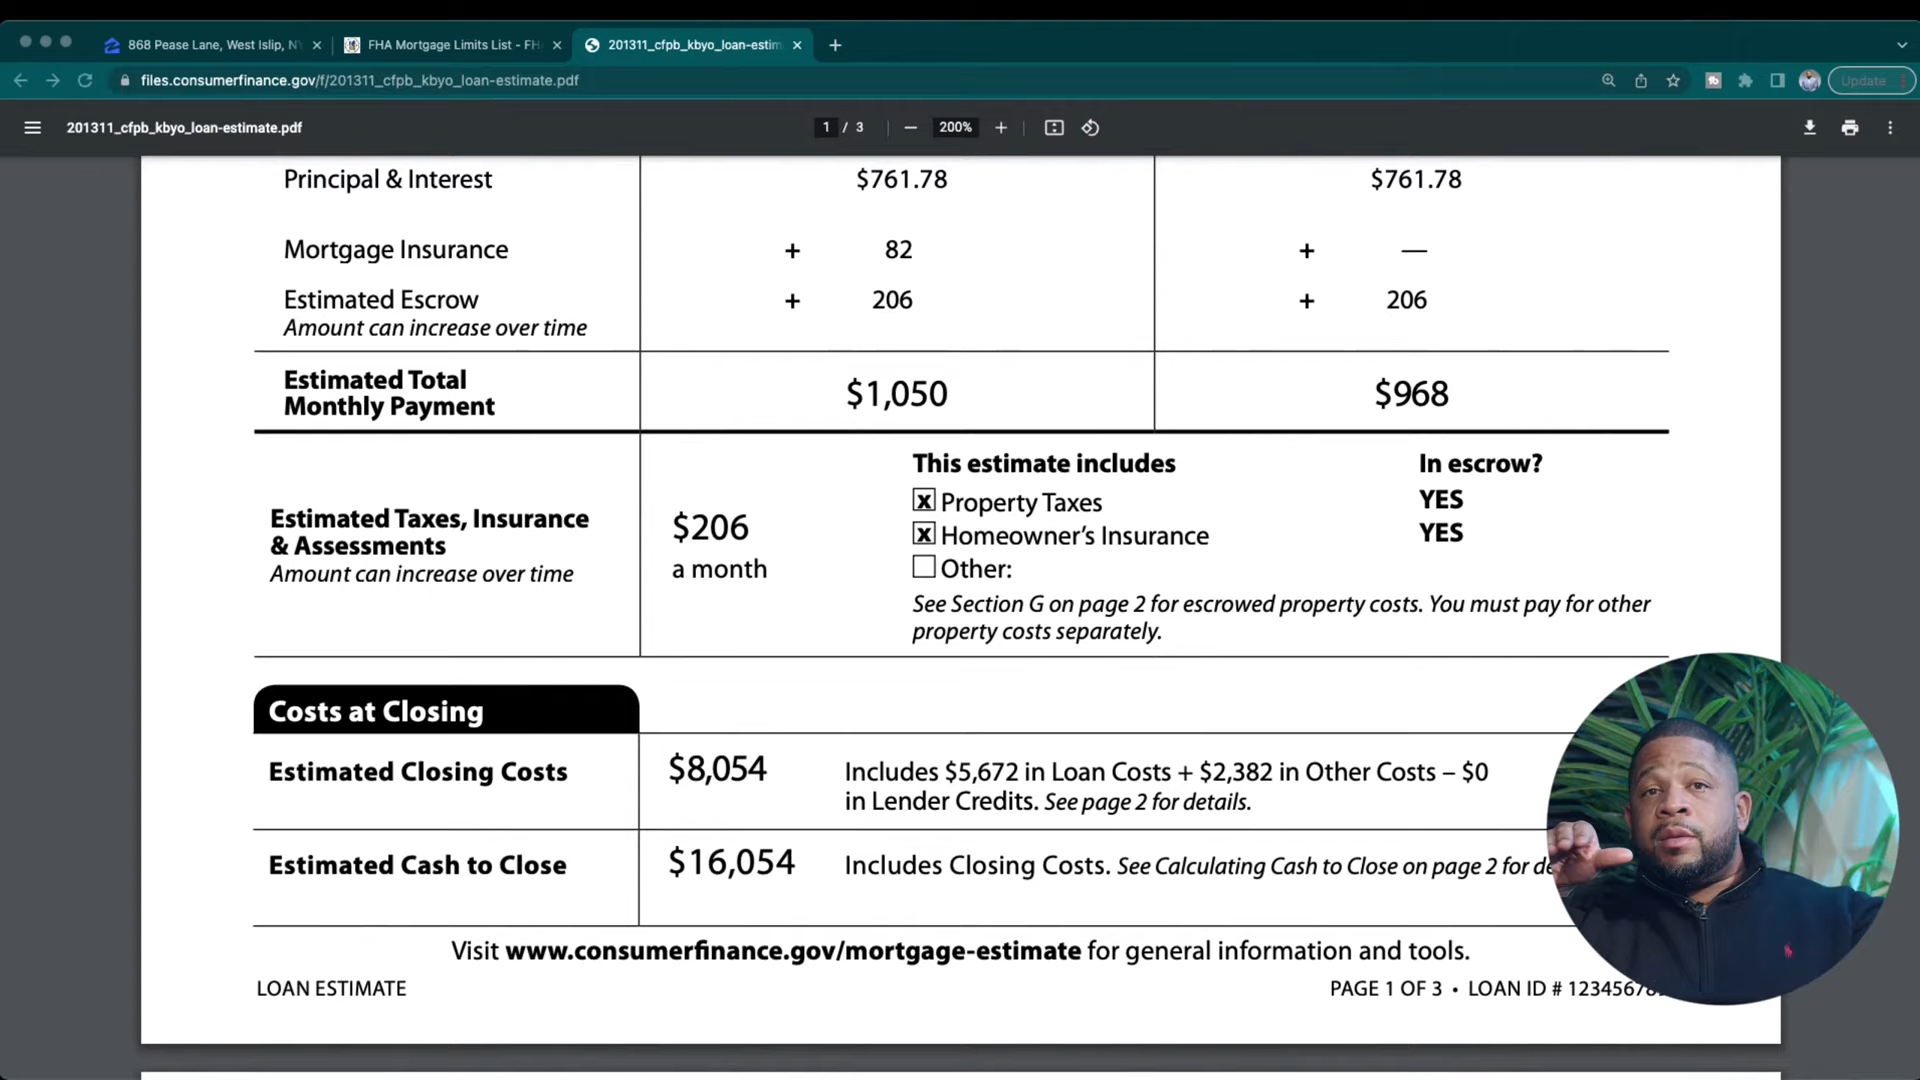 868 Pease Lane, West Islip, N
FHA Mortgage Limits List - FH
201311_cfpb_kbyo_loan-estim
files.consumerfinance.gov/f/201311_cfpb_kbyo_loan-estimate.pdf
Update
201311_cfpb_kbyo_loan-estimate.pdf
1 / 3
200%
Principal & Interest $761.78 $761.78
Mortgage Insurance + 82 + —
Estimated Escrow + 206 + 206
Amount can increase over time
Estimated Total
Monthly Payment $1,050 $968
This estimate includes In escrow?
x Property Taxes YES
x Homeowner's Insurance YES
Other:
See Section G on page 2 for escrowed property costs. You must pay for other
property costs separately.
Estimated Taxes, Insurance
& Assessments
Amount can increase over time
$206
a month
Costs at Closing
Estimated Closing Costs $8,054 Includes $5,672 in Loan Costs + $2,382 in Other Costs – $0
in Lender Credits. See page 2 for details.
Estimated Cash to Close $16,054 Includes Closing Costs. See Calculating Cash to Close on page 2 for de
Visit www.consumerfinance.gov/mortgage-estimate for general information and tools.
LOAN ESTIMATE PAGE 1 OF 3 • LOAN ID # 12345678